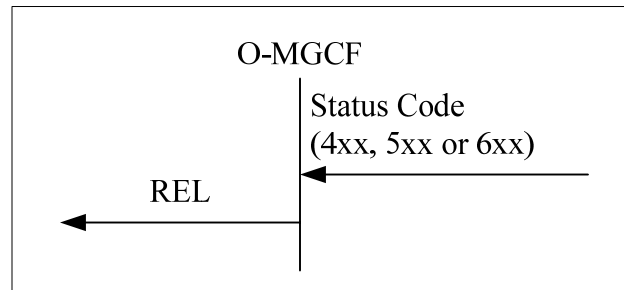 O-MGCF
Status Code
(4xx, 5xx or 6xx)
REL